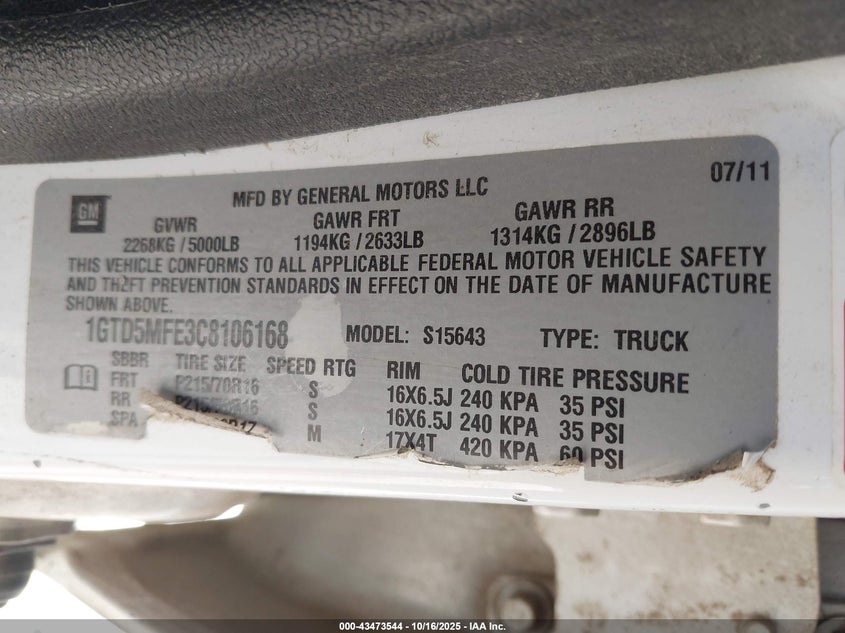 07/11
GM
MFD BY GENERAL MOTORS LLC
GVWR GAWR FRT GAWR RR
2268KG / 5000LB 1194KG / 2633LB 1314KG / 2896LB
THIS VEHICLE CONFORMS TO ALL APPLICABLE FEDERAL MOTOR VEHICLE SAFETY
AND THEFT PREVENTION STANDARDS IN EFFECT ON THE DATE OF MANUFACTURE
SHOWN ABOVE.
1GTD5MFE3C8106168 MODEL: S15643 TYPE: TRUCK
SBBR TIRE SIZE SPEED RTG RIM COLD TIRE PRESSURE
FRT P215/70R16 S 16X6.5J 240 KPA 35 PSI
RR P215/70R16 S 16X6.5J 240 KPA 35 PSI
SPA M 17X4T 420 KPA 60 PSI
000-43473544 / 10/16/2025 - IAA Inc.